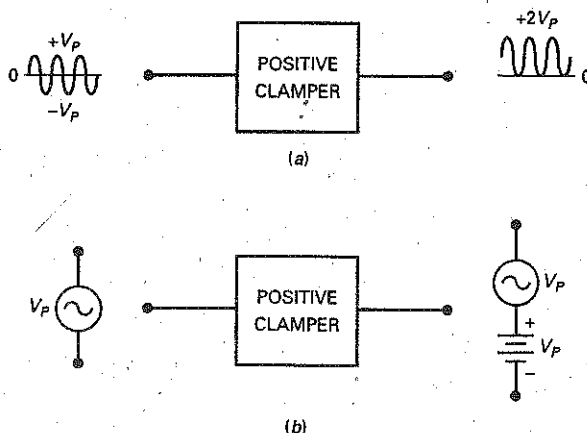 +V_P
0
−V_P
POSITIVE
CLAMPER
+2V_P
0
(a)
V_P
POSITIVE
CLAMPER
V_P
+
V_P
−
(b)